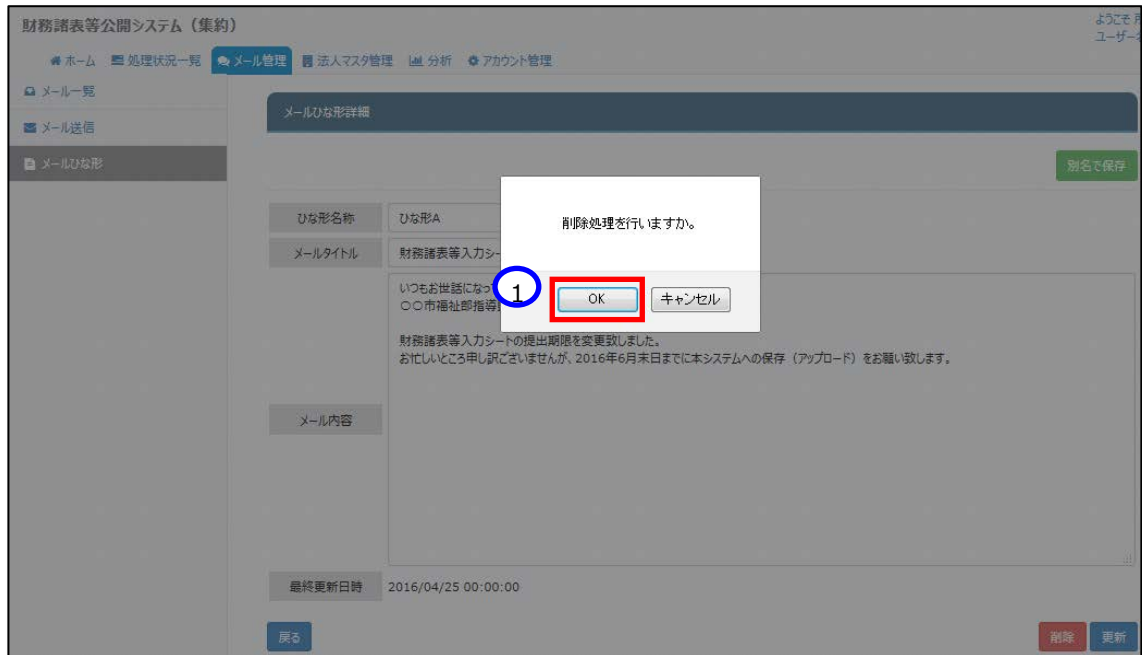 財務諸表等公開システム（集約）
ようこそ
ユーザー
ホーム 処理状況一覧 メール管理 法人マスタ管理 分析 アカウント管理
メール一覧
メール送信
メールひな形
メールひな形詳細
別名で保存
ひな形名称 ひな形A
メールタイトル 財務諸表等入力シー
削除処理を行いますか。
1 OK キャンセル
メール内容
いつもお世話になっ
〇〇市福祉部指導
財務諸表等入力シートの提出期限を変更致しました。
お忙しいところ申し訳ございませんが、2016年6月末日までに本システムへの保存（アップロード）をお願い致します。
最終更新日時 2016/04/25 00:00:00
戻る 削除 更新